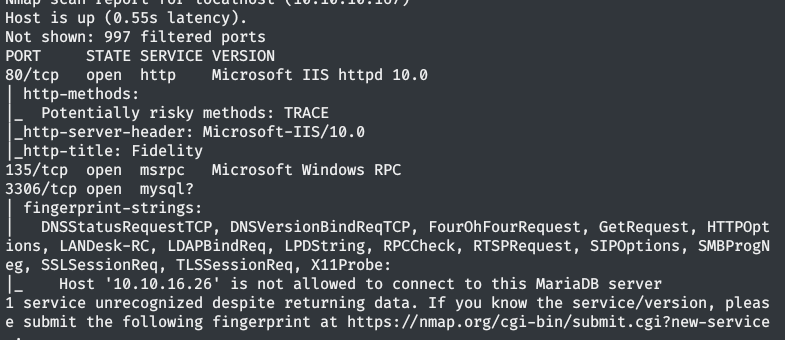 Nmap scan report for localhost (10.10.10.167)
Host is up (0.55s latency).
Not shown: 997 filtered ports
PORT     STATE SERVICE VERSION
80/tcp   open  http    Microsoft IIS httpd 10.0
| http-methods:
|_  Potentially risky methods: TRACE
|_http-server-header: Microsoft-IIS/10.0
|_http-title: Fidelity
135/tcp  open  msrpc   Microsoft Windows RPC
3306/tcp open  mysql?
| fingerprint-strings:
|   DNSStatusRequestTCP, DNSVersionBindReqTCP, FourOhFourRequest, GetRequest, HTTPOpt
ions, LANDesk-RC, LDAPBindReq, LPDString, RPCCheck, RTSPRequest, SIPOptions, SMBProgN
eg, SSLSessionReq, TLSSessionReq, X11Probe:
|_    Host '10.10.16.26' is not allowed to connect to this MariaDB server
1 service unrecognized despite returning data. If you know the service/version, pleas
e submit the following fingerprint at https://nmap.org/cgi-bin/submit.cgi?new-service